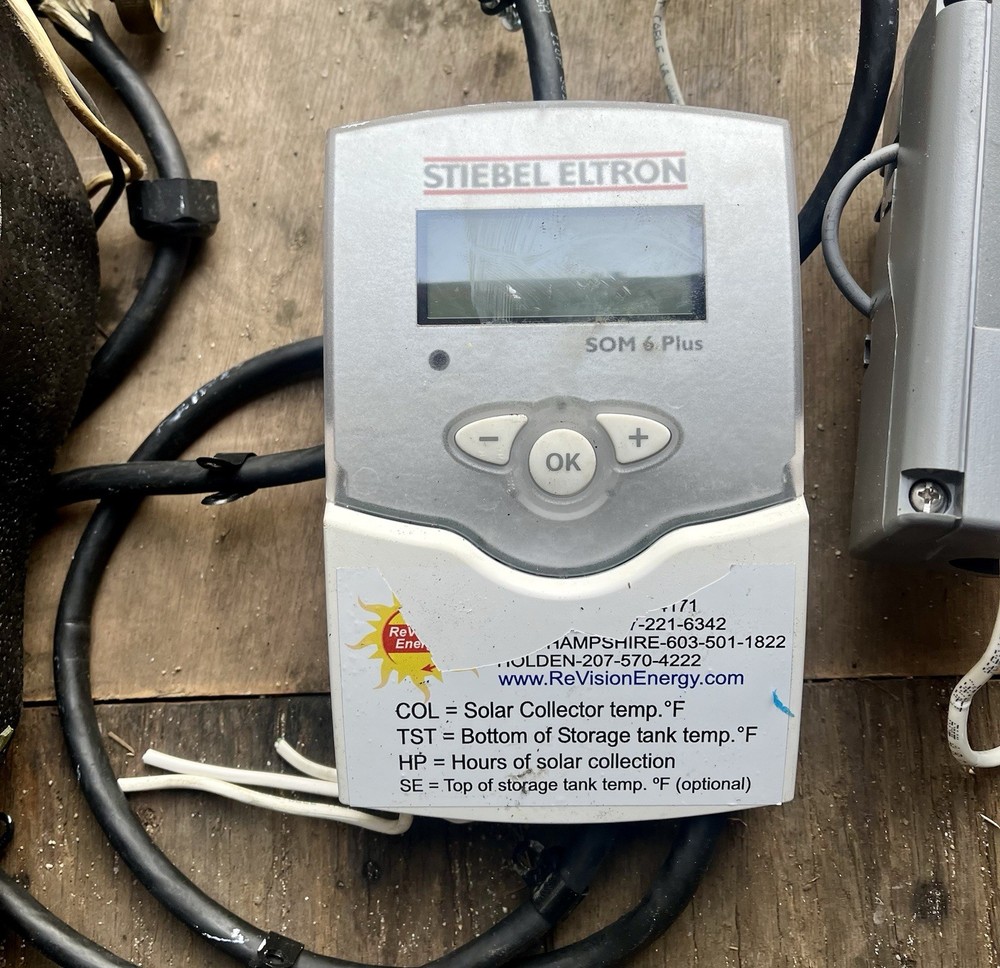 STIEBEL ELTRON
SOM 6 Plus
−
OK
+
171
-221-6342
HAMPSHIRE-603-501-1822
HOLDEN-207-570-4222
www.ReVisionEnergy.com
COL = Solar Collector temp.°F
TST = Bottom of Storage tank temp.°F
HP = Hours of solar collection
SE = Top of storage tank temp. °F (optional)